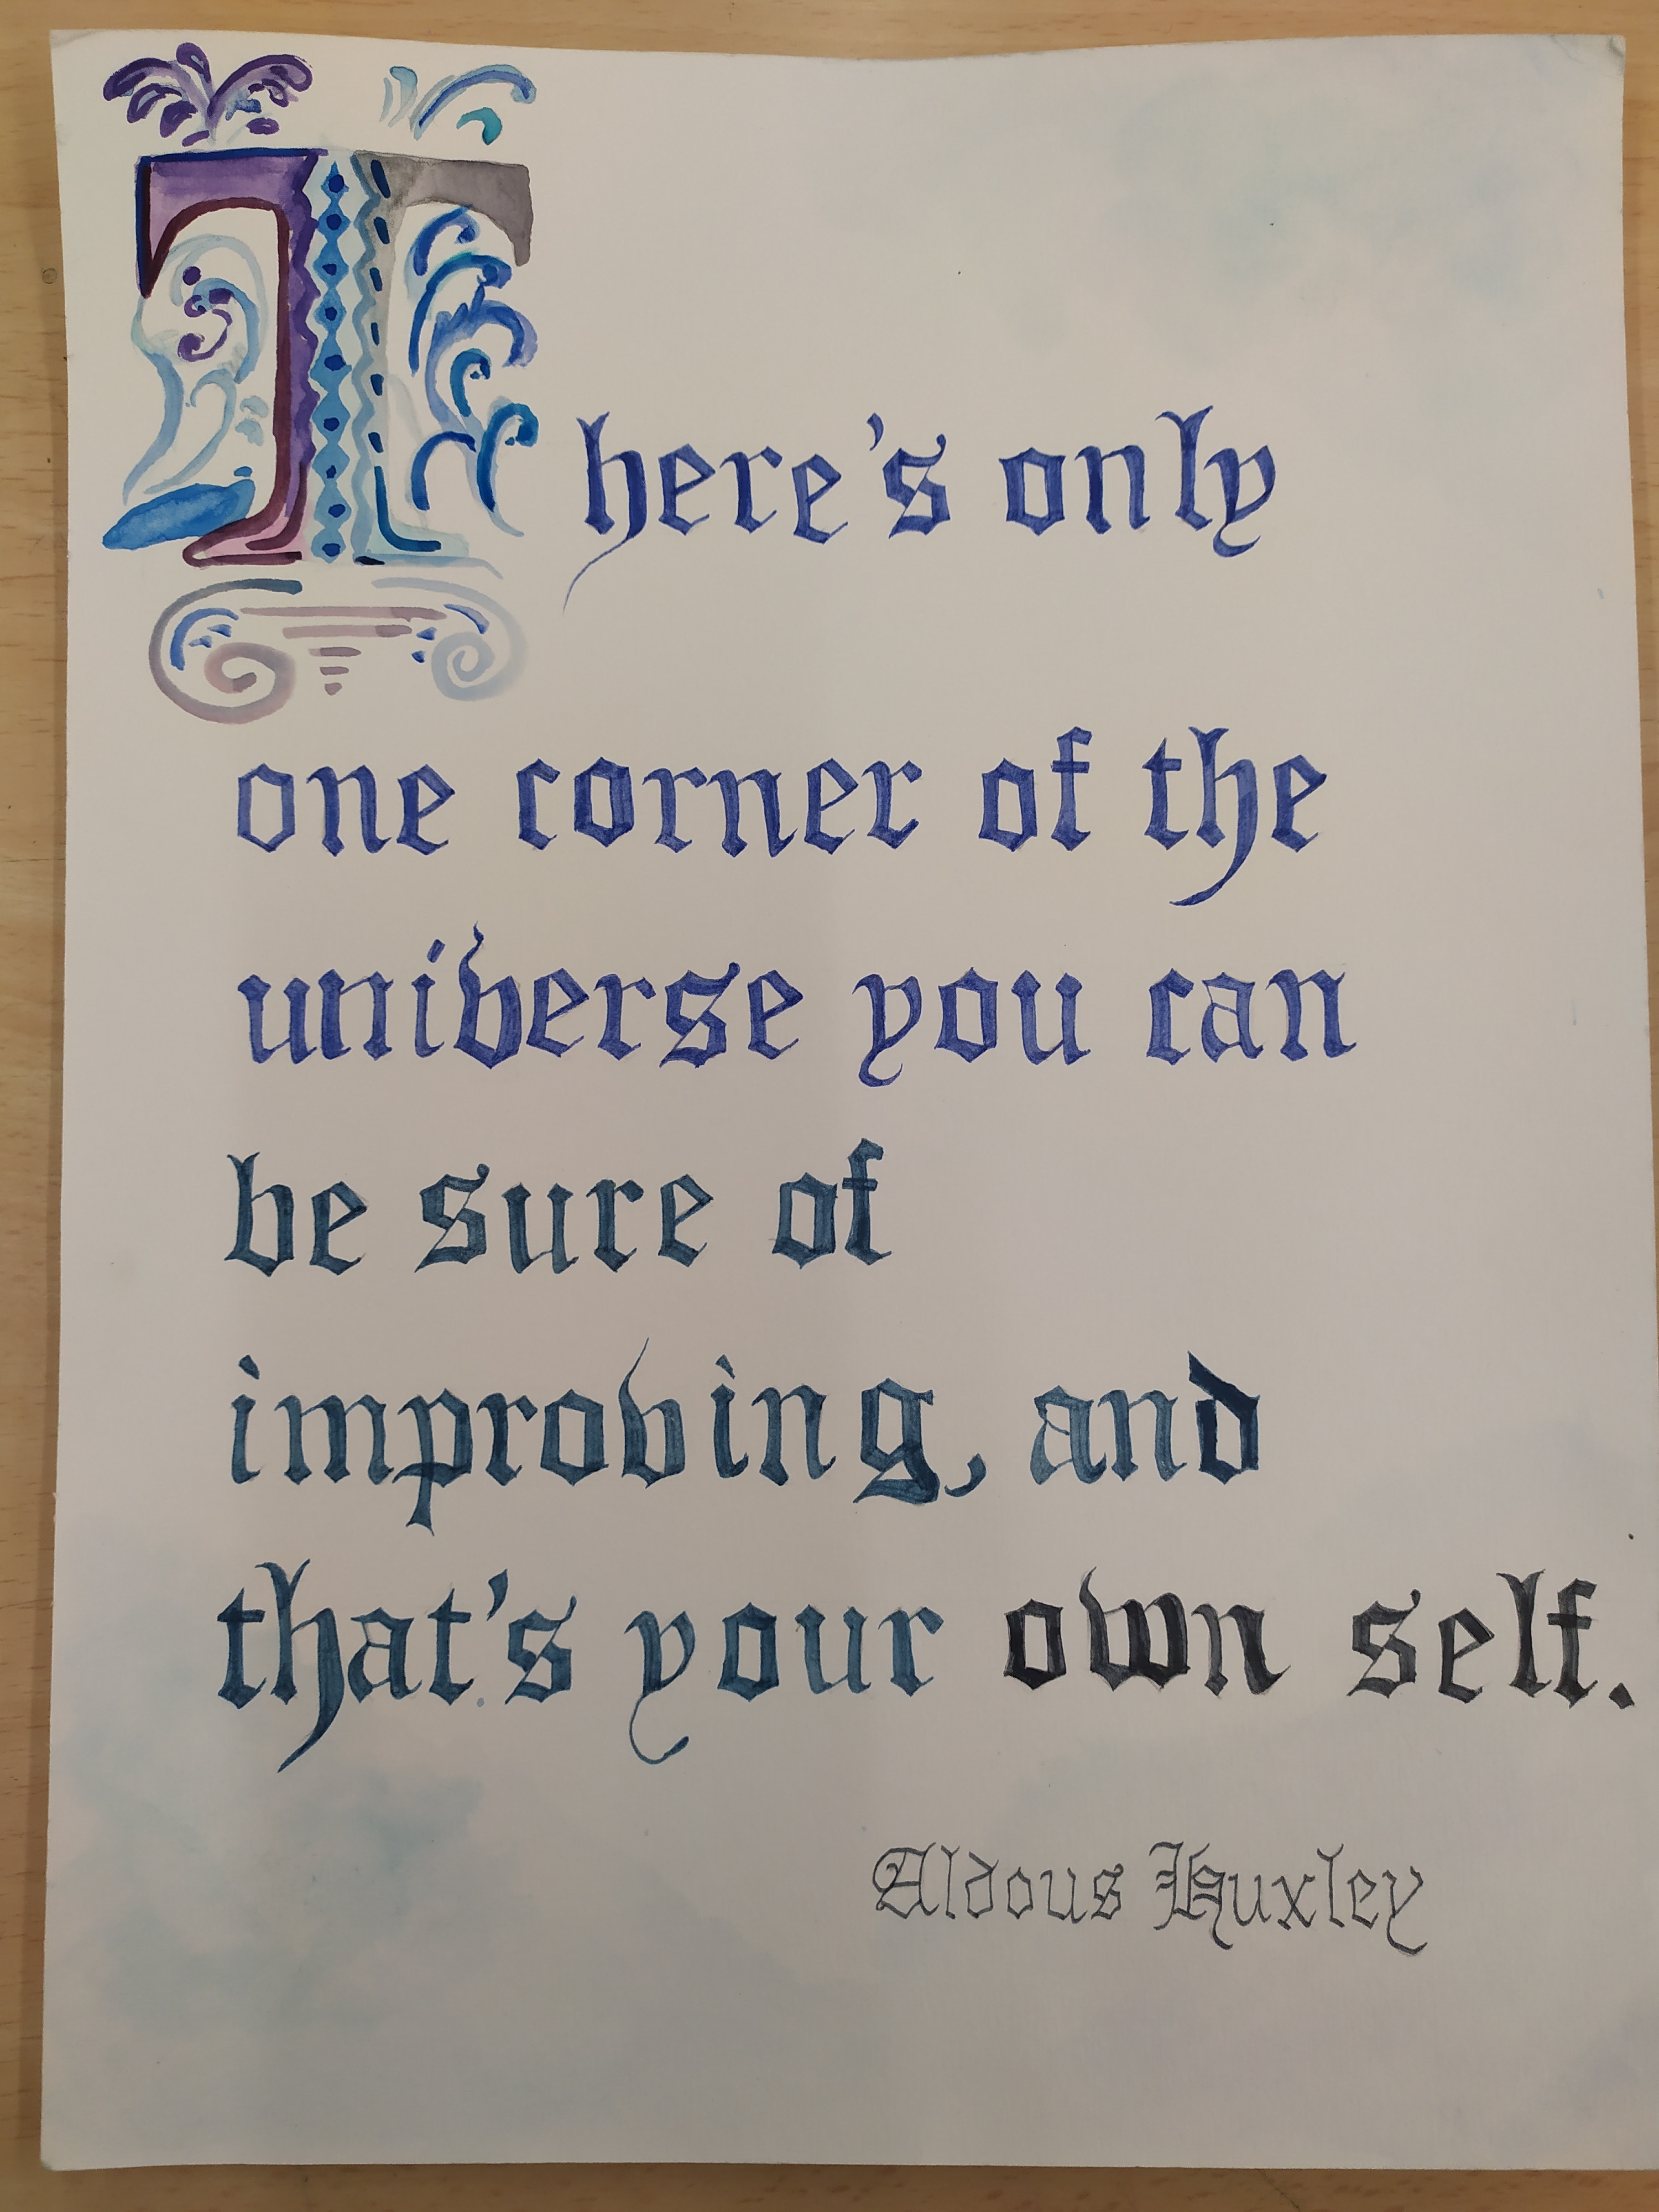 There's only
one corner of the
universe you can
be sure of
improving, and
that's your own self.
Aldous Huxley